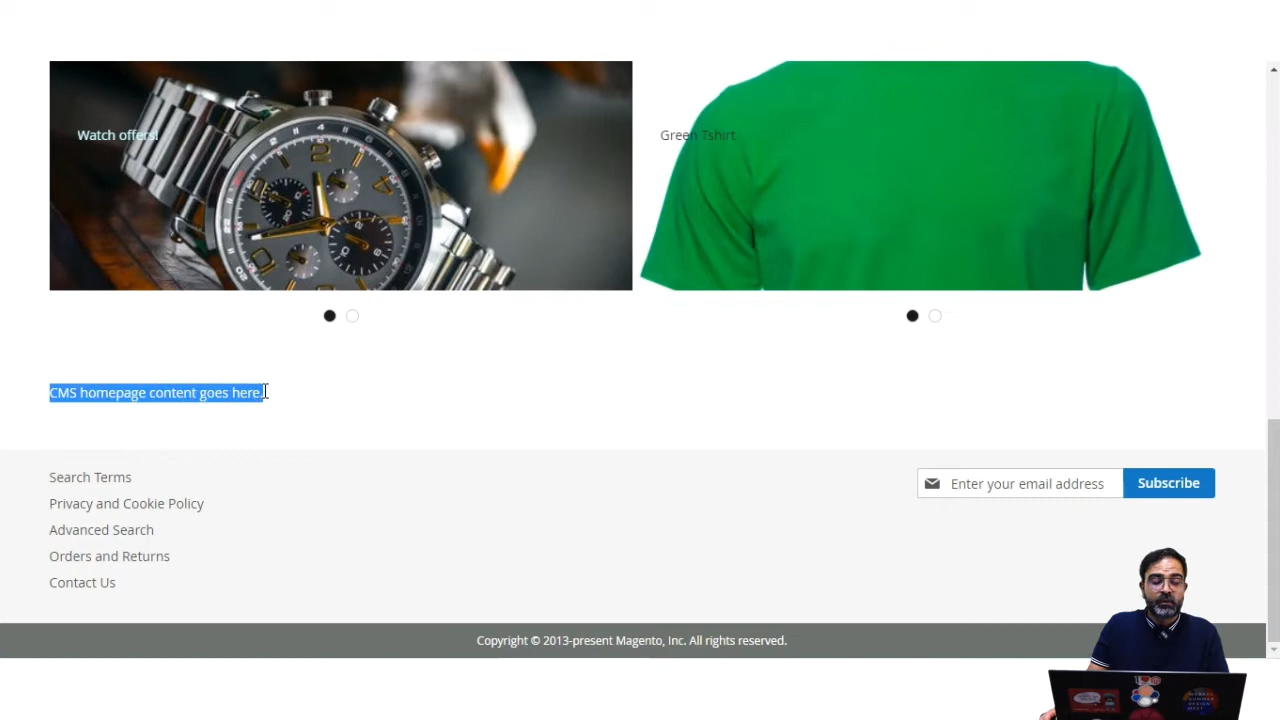 Watch offers!
Green Tshirt
CMS homepage content goes here.
Search Terms
Privacy and Cookie Policy
Advanced Search
Orders and Returns
Contact Us
Enter your email address
Subscribe
Copyright © 2013-present Magento, Inc. All rights reserved.